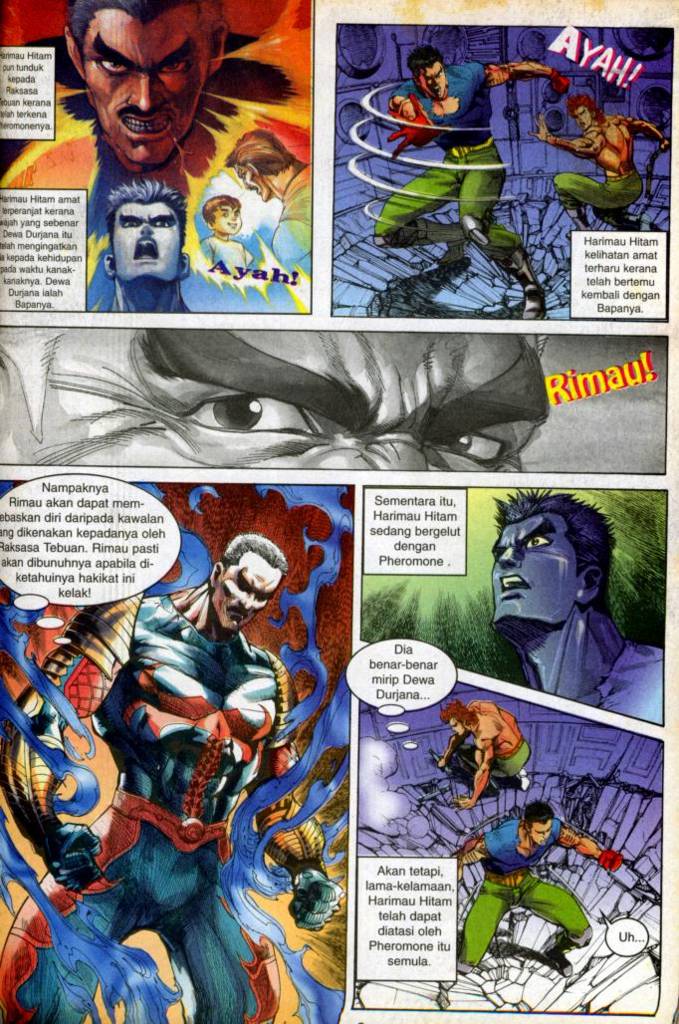 Harimau Hitam
pun tunduk
kepada
Raksasa
Tebuan kerana
telah terkena
Pheromonenya.
Harimau Hitam amat
terperanjat kerana
wajah yang sebenar
Dewa Durjana itu
telah mengingatkan
ia kepada kehidupan
pada waktu kanak-
kanaknya. Dewa
Durjana ialah
Bapanya.
Ayah!
AYAH!
Harimau Hitam
kelihatan amat
terharu kerana
telah bertemu
kembali dengan
Bapanya.
Rimau!
Nampaknya
Rimau akan dapat mem-
ebaskan diri daripada kawalan
yang dikenakan kepadanya oleh
Raksasa Tebuan. Rimau pasti
akan dibunuhnya apabila di-
ketahuinya hakikat ini
kelak!
Sementara itu,
Harimau Hitam
sedang bergelut
dengan
Pheromone .
Dia
benar-benar
mirip Dewa
Durjana...
Akan tetapi,
lama-kelamaan,
Harimau Hitam
telah dapat
diatasi oleh
Pheromone itu
semula.
Uh...